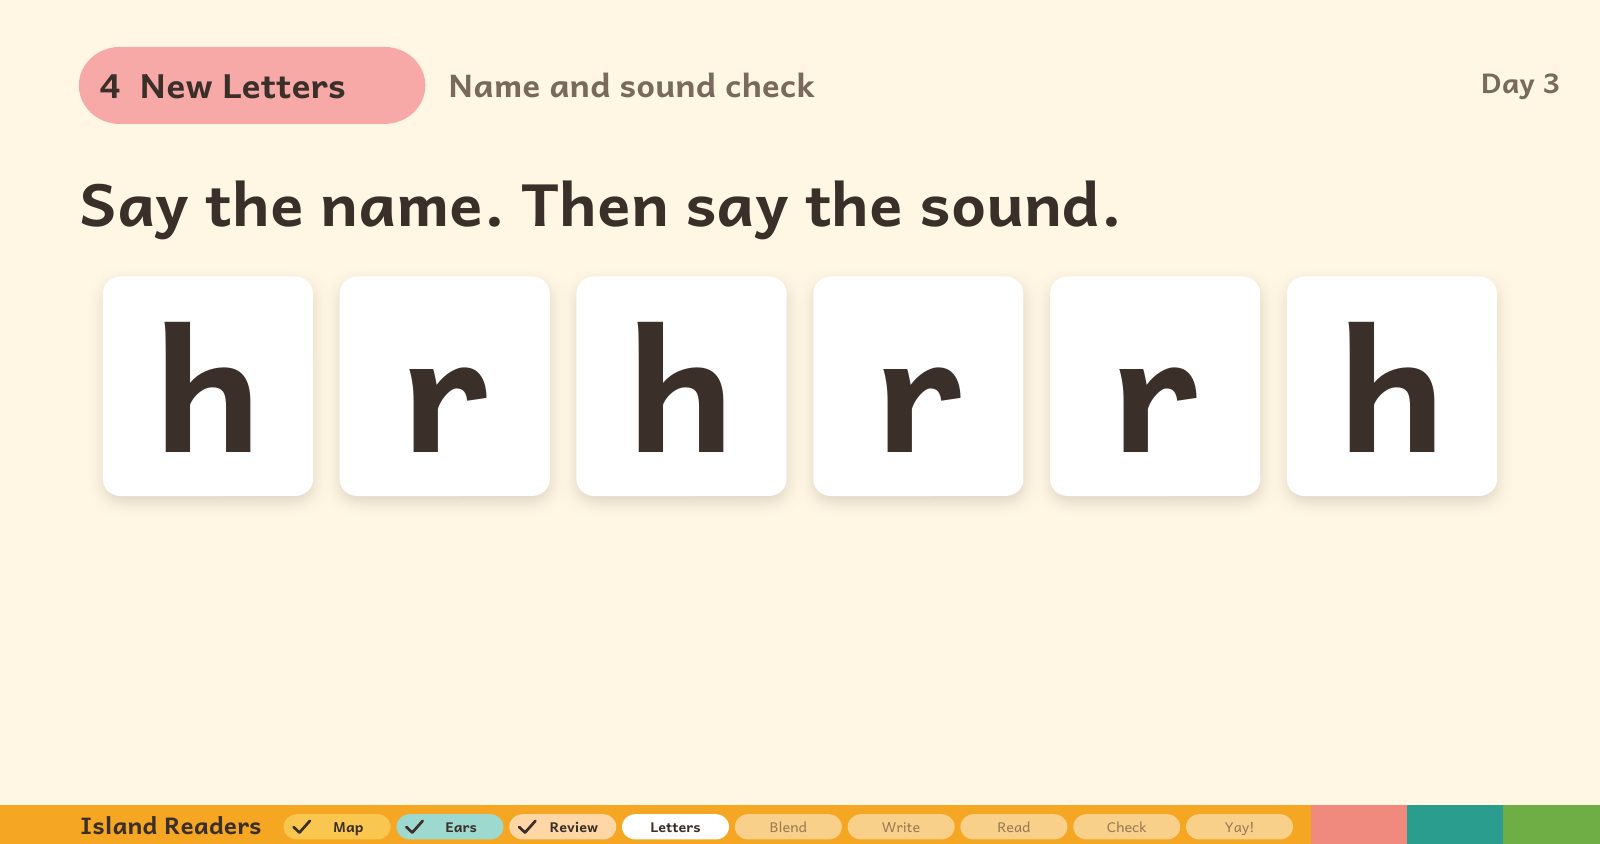 4 New Letters
Name and sound check
Day 3
Say the name. Then say the sound.
h r h r r h
Island Readers
Map
Ears
Review
Letters
Blend
Write
Read
Check
Yay!